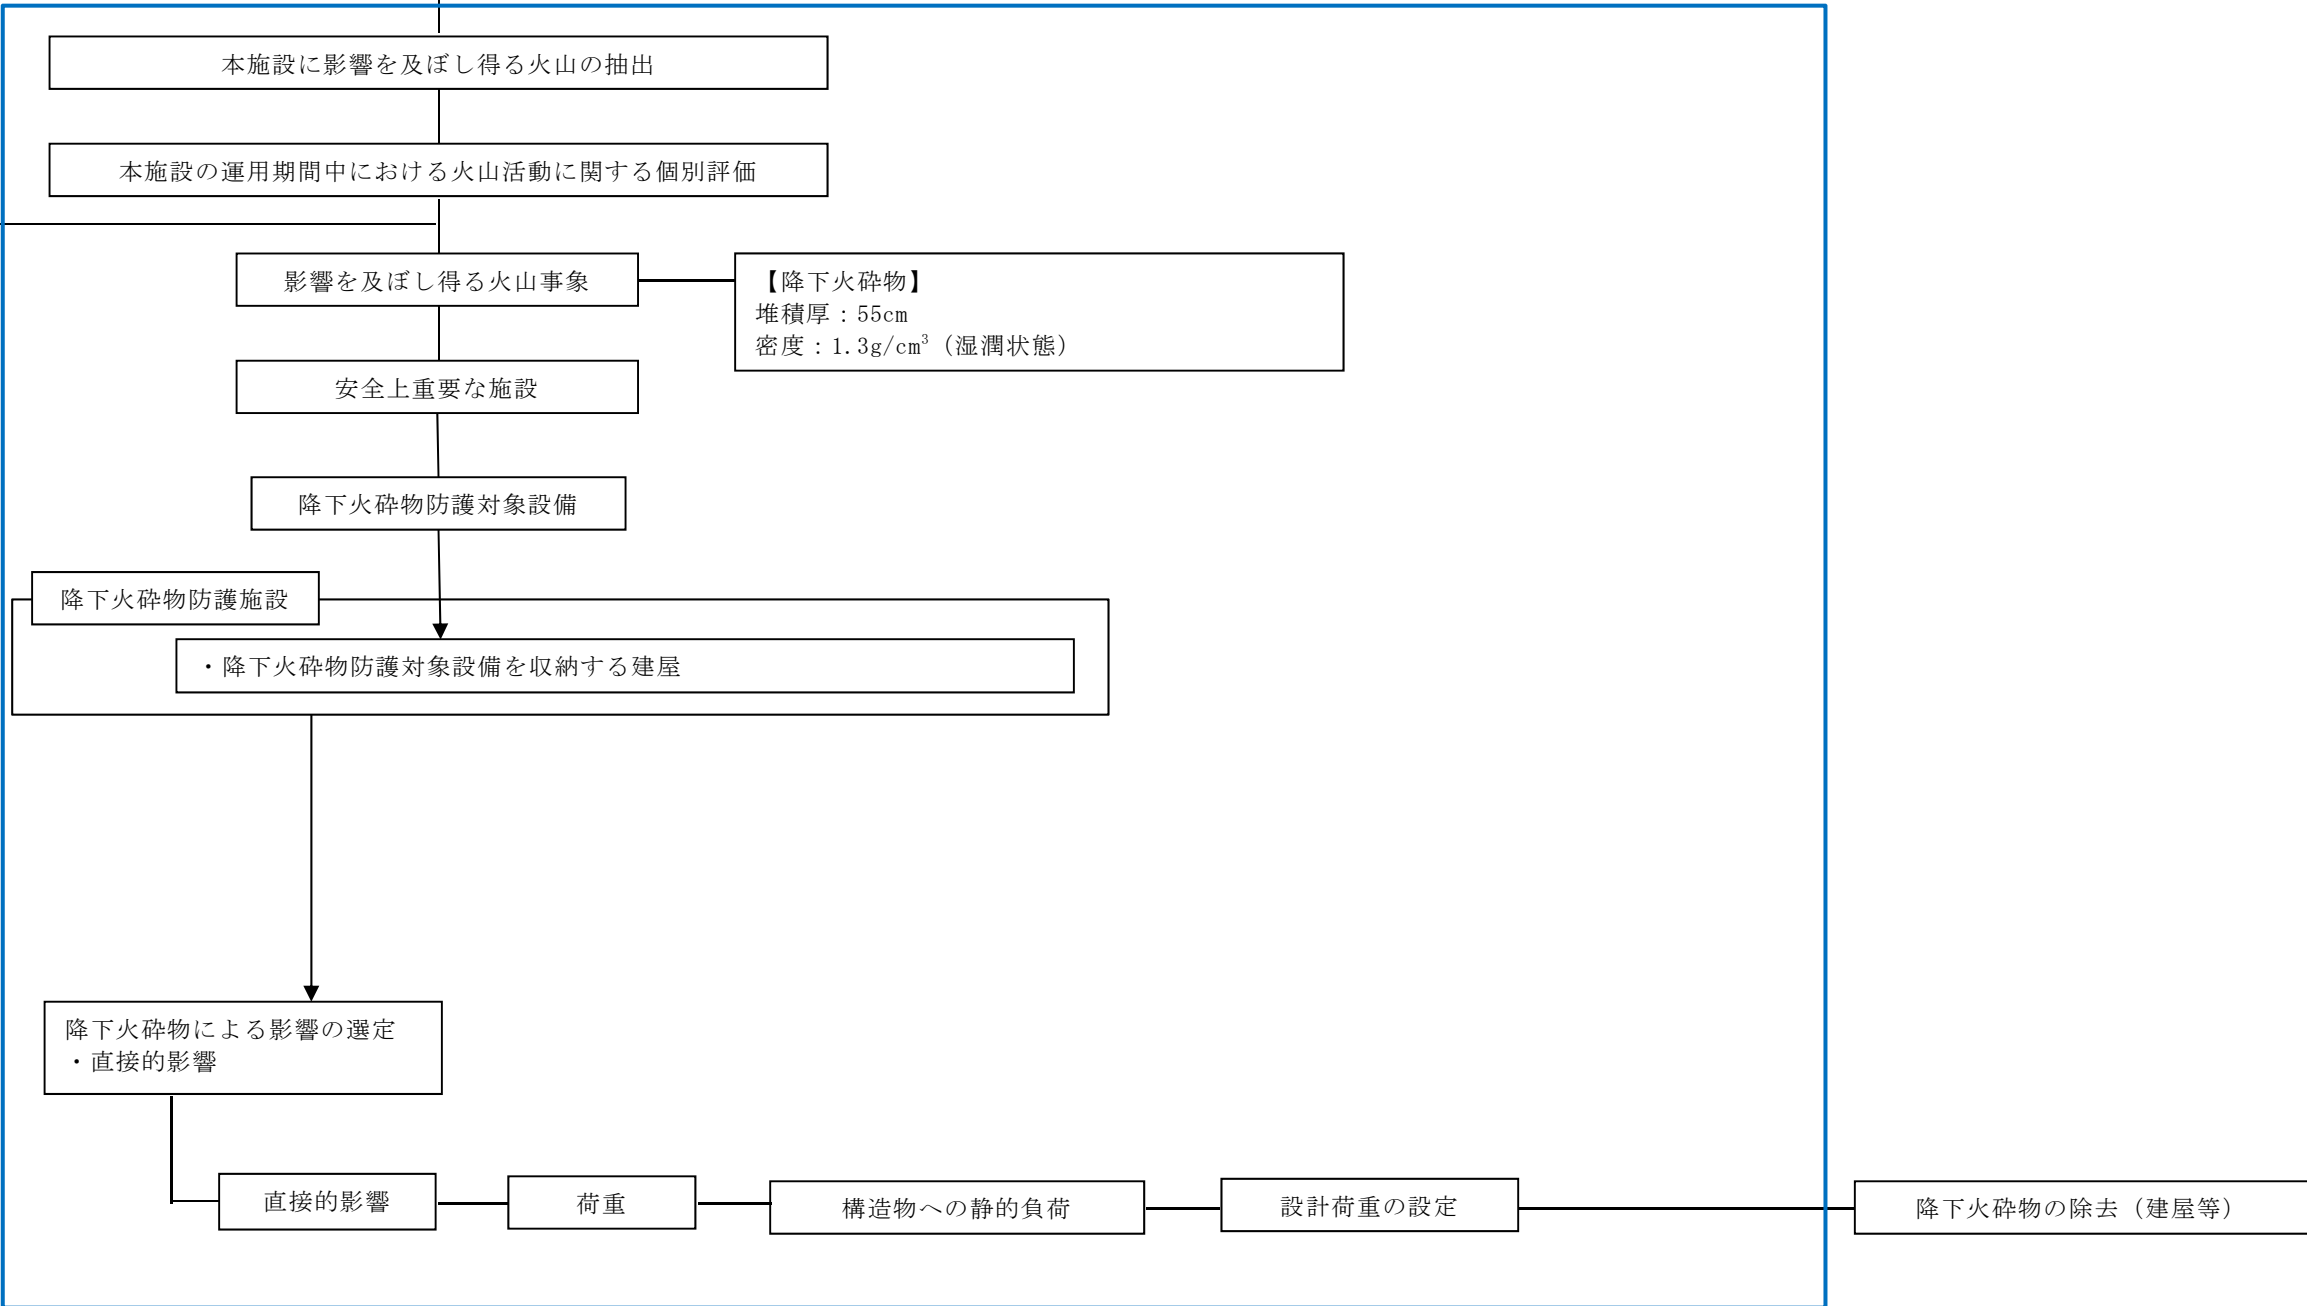 本施設に影響を及ぼし得る火山の抽出
本施設の運用期間中における火山活動に関する個別評価
影響を及ぼし得る火山事象
【降下火砕物】
堆積厚:55cm
密度:1.3g/cm³(湿潤状態)
安全上重要な施設
降下火砕物防護対象設備
降下火砕物防護施設
・降下火砕物防護対象設備を収納する建屋
降下火砕物による影響の選定
・直接的影響
直接的影響
荷重
構造物への静的負荷
設計荷重の設定
降下火砕物の除去(建屋等)